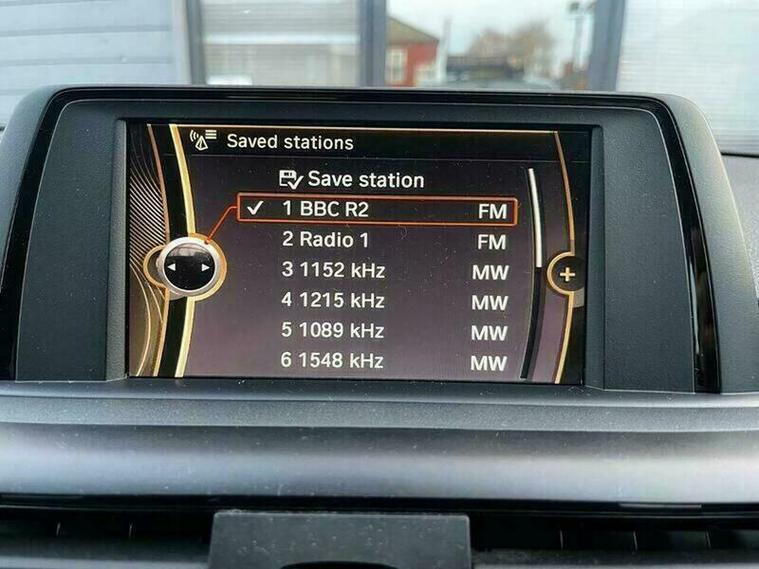 Saved stations
Save station
1 BBC R2 FM
2 Radio 1 FM
3 1152 kHz MW
4 1215 kHz MW
5 1089 kHz MW
6 1548 kHz MW